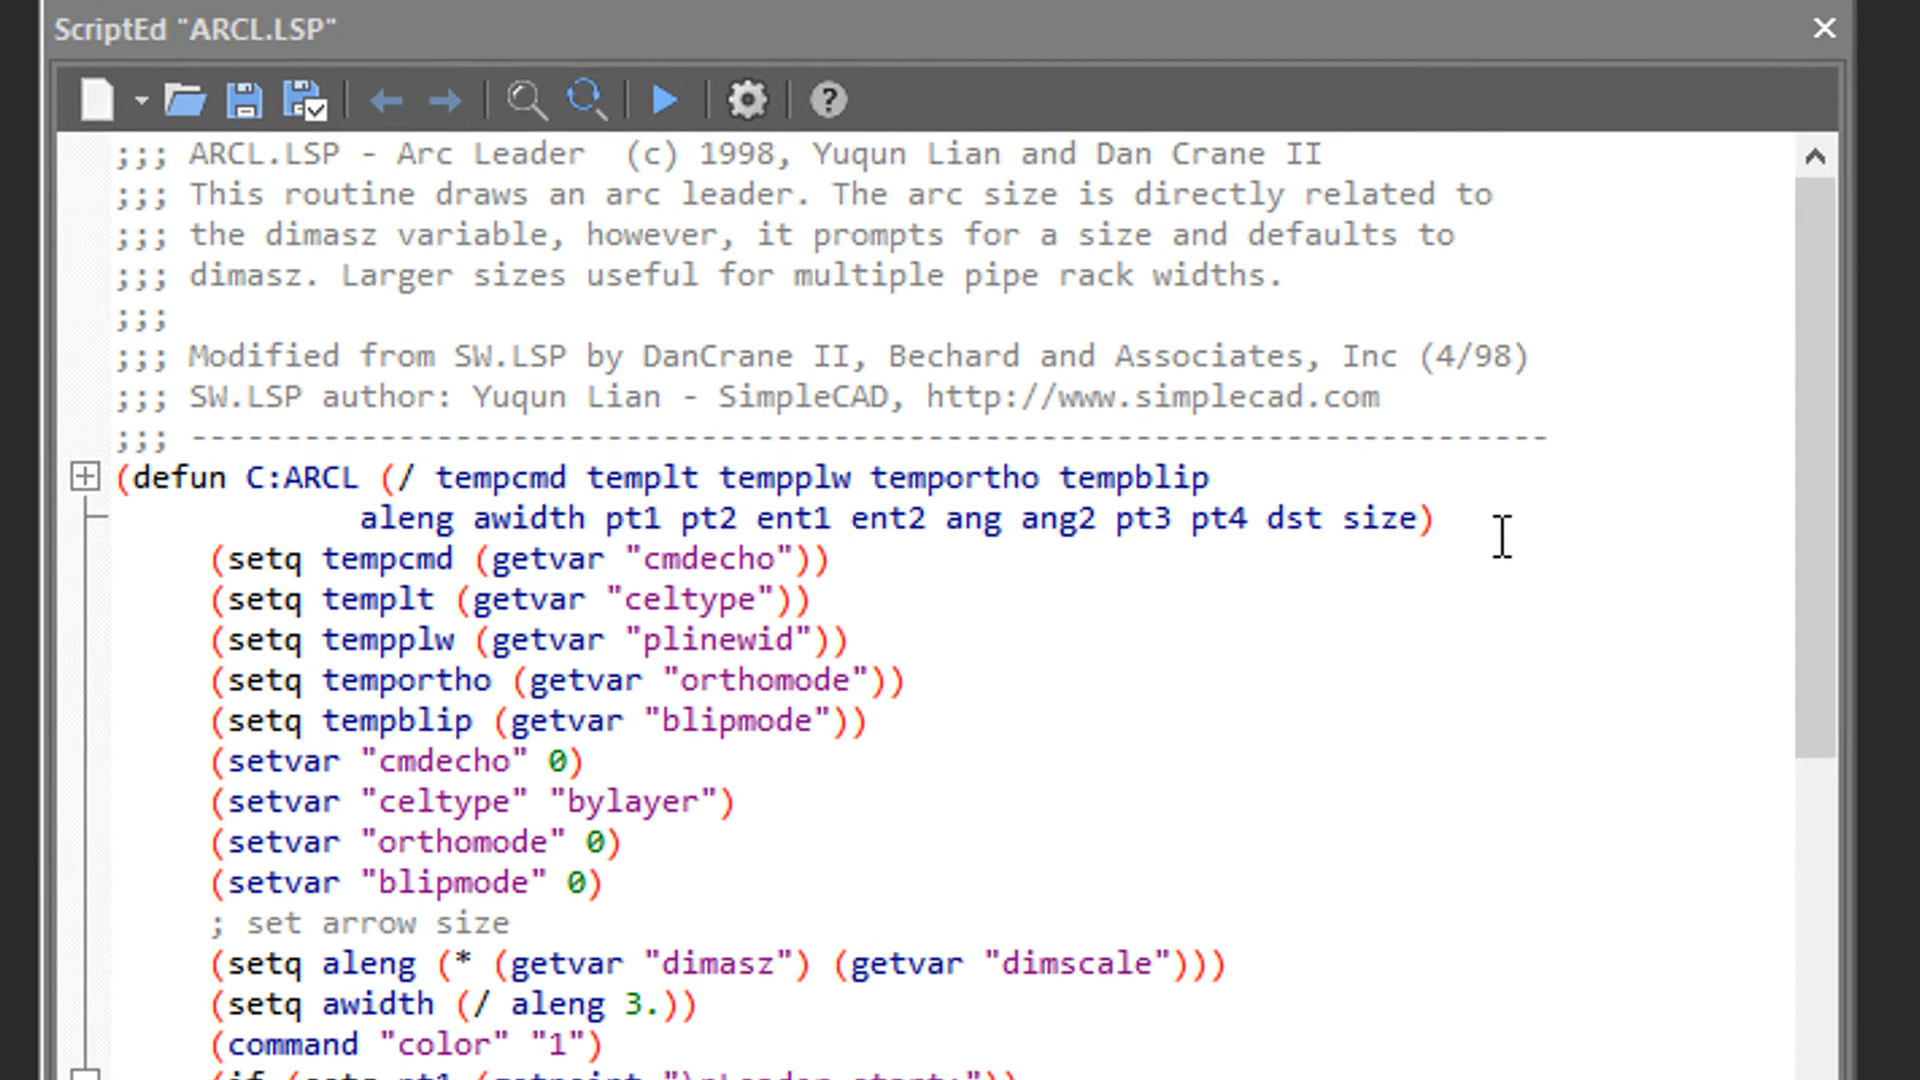 ScriptEd "ARCL.LSP"
;;; ARCL.LSP - Arc Leader  (c) 1998, Yuqun Lian and Dan Crane II
;;; This routine draws an arc leader. The arc size is directly related to
;;; the dimasz variable, however, it prompts for a size and defaults to
;;; dimasz. Larger sizes useful for multiple pipe rack widths.
;;;
;;; Modified from SW.LSP by DanCrane II, Bechard and Associates, Inc (4/98)
;;; SW.LSP author: Yuqun Lian - SimpleCAD, http://www.simplecad.com
;;; ------------------------------------------------------------------------
(defun C:ARCL (/ tempcmd templt tempplw temportho tempblip
aleng awidth pt1 pt2 ent1 ent2 ang ang2 pt3 pt4 dst size)
(setq tempcmd (getvar "cmdecho"))
(setq templt (getvar "celtype"))
(setq tempplw (getvar "plinewid"))
(setq temportho (getvar "orthomode"))
(setq tempblip (getvar "blipmode"))
(setvar "cmdecho" 0)
(setvar "celtype" "bylayer")
(setvar "orthomode" 0)
(setvar "blipmode" 0)
; set arrow size
(setq aleng (* (getvar "dimasz") (getvar "dimscale")))
(setq awidth (/ aleng 3.))
(command "color" "1")
(if (setq pt1 (getpoint "\nLeader start:"))